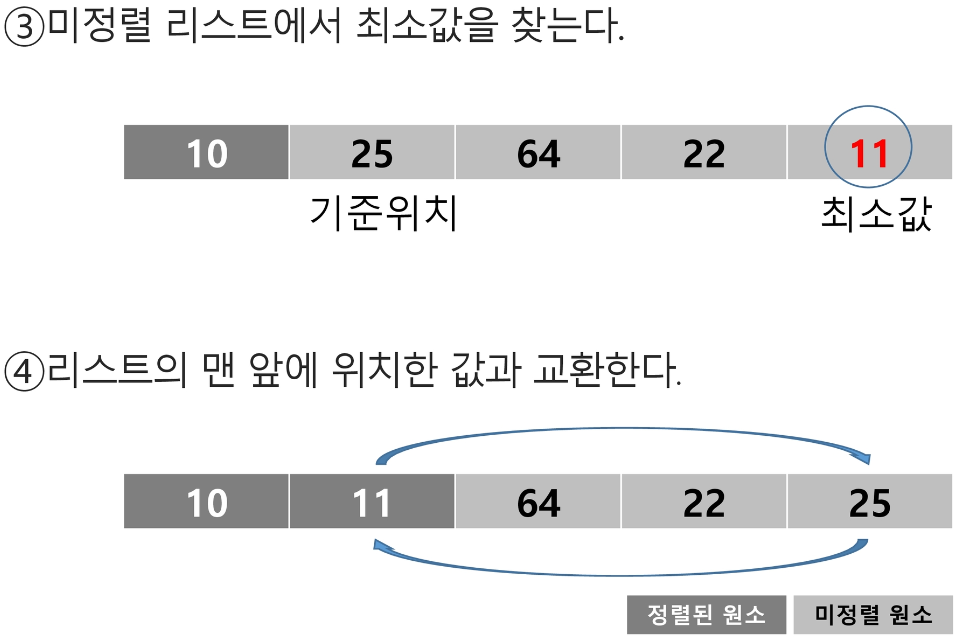 ③미정렬 리스트에서 최소값을 찾는다.
10 25 64 22 11
기준위치 최소값
④리스트의 맨 앞에 위치한 값과 교환한다.
10 11 64 22 25
정렬된 원소 미정렬 원소